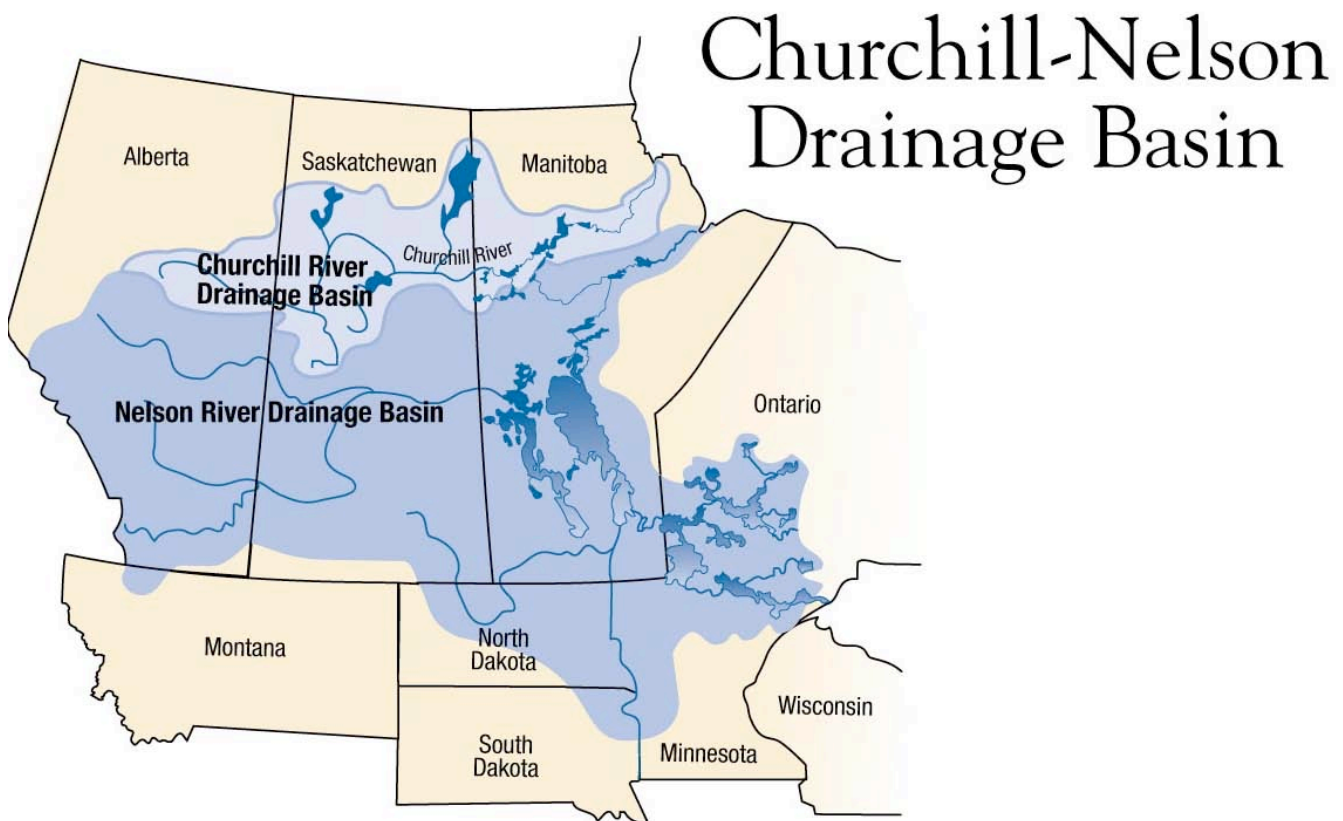 Churchill-Nelson
Drainage Basin
Alberta
Saskatchewan
Manitoba
Churchill River
Churchill River
Drainage Basin
Nelson River Drainage Basin
Ontario
Montana
North
Dakota
Wisconsin
South
Dakota
Minnesota